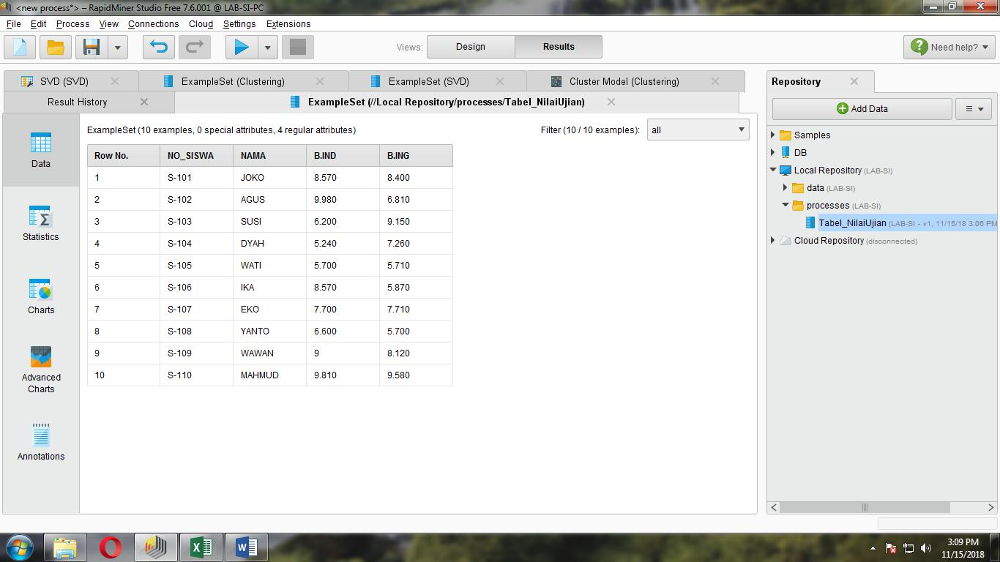 <new process*> – RapidMiner Studio Free 7.6.001 @ LAB-SI-PC
File Edit Process View Connections Cloud Settings Extensions
Views: Design Results Need help?
SVD (SVD) ExampleSet (Clustering) ExampleSet (SVD) Cluster Model (Clustering)
Result History ExampleSet (//Local Repository/processes/Tabel_NilaiUjian)
Data
Statistics
Charts
Advanced
Charts
Annotations
ExampleSet (10 examples, 0 special attributes, 4 regular attributes) Filter (10 / 10 examples): all
Row No. NO_SISWA NAMA B.IND B.ING
1 S-101 JOKO 8.570 8.400
2 S-102 AGUS 9.980 6.810
3 S-103 SUSI 6.200 9.150
4 S-104 DYAH 5.240 7.260
5 S-105 WATI 5.700 5.710
6 S-106 IKA 8.570 5.870
7 S-107 EKO 7.700 7.710
8 S-108 YANTO 6.600 5.700
9 S-109 WAWAN 9 8.120
10 S-110 MAHMUD 9.810 9.580
Repository
Add Data
Samples
DB
Local Repository (LAB-SI)
data (LAB-SI)
processes (LAB-SI)
Tabel_NilaiUjian (LAB-SI - v1, 11/15/18 3:06 PM
Cloud Repository (disconnected)
3:09 PM
11/15/2018